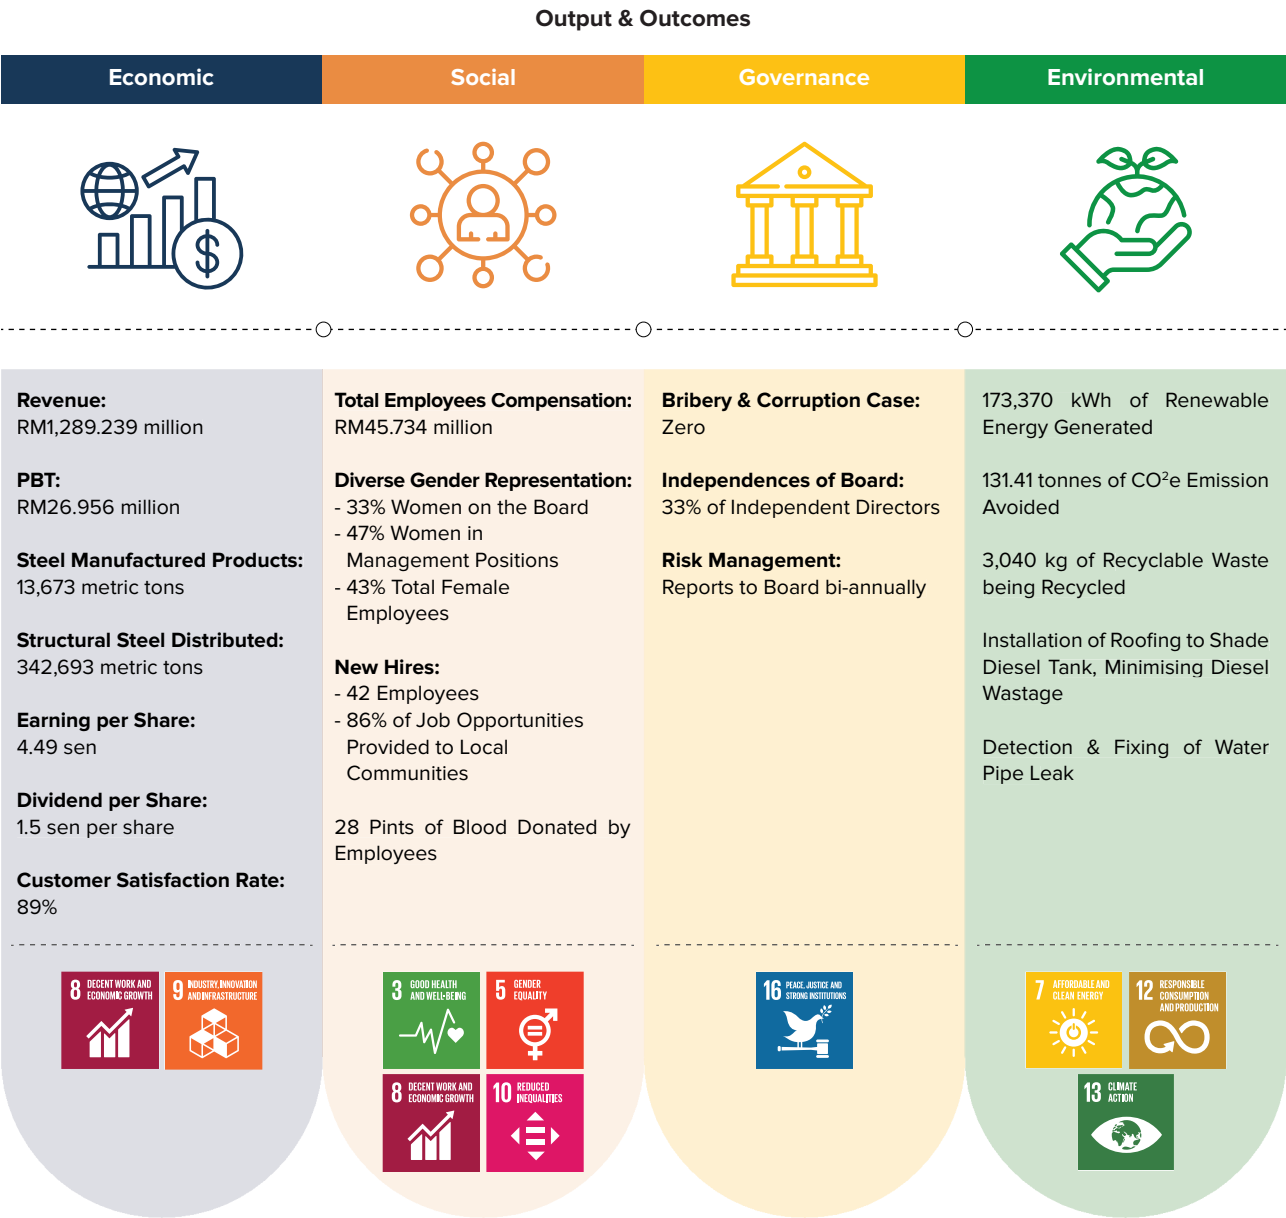 Output & Outcomes
Economic
Social
Governance
Environmental
$
Revenue:
RM1,289.239 million
PBT:
RM26.956 million
Steel Manufactured Products:
13,673 metric tons
Structural Steel Distributed:
342,693 metric tons
Earning per Share:
4.49 sen
Dividend per Share:
1.5 sen per share
Customer Satisfaction Rate:
89%
8 DECENT WORK AND
ECONOMIC GROWTH
9 INDUSTRY, INNOVATION
AND INFRASTRUCTURE
Total Employees Compensation:
RM45.734 million
Diverse Gender Representation:
- 33% Women on the Board
- 47% Women in
Management Positions
- 43% Total Female
Employees
New Hires:
- 42 Employees
- 86% of Job Opportunities
Provided to Local
Communities
28 Pints of Blood Donated by
Employees
3 GOOD HEALTH
AND WELL-BEING
5 GENDER
EQUALITY
8 DECENT WORK AND
ECONOMIC GROWTH
10 REDUCED
INEQUALITIES
Bribery & Corruption Case:
Zero
Independences of Board:
33% of Independent Directors
Risk Management:
Reports to Board bi-annually
16 PEACE, JUSTICE AND
STRONG INSTITUTIONS
173,370 kWh of Renewable
Energy Generated
131.41 tonnes of CO²e Emission
Avoided
3,040 kg of Recyclable Waste
being Recycled
Installation of Roofing to Shade
Diesel Tank, Minimising Diesel
Wastage
Detection & Fixing of Water
Pipe Leak
7 AFFORDABLE AND
CLEAN ENERGY
12 RESPONSIBLE
CONSUMPTION
AND PRODUCTION
13 CLIMATE
ACTION